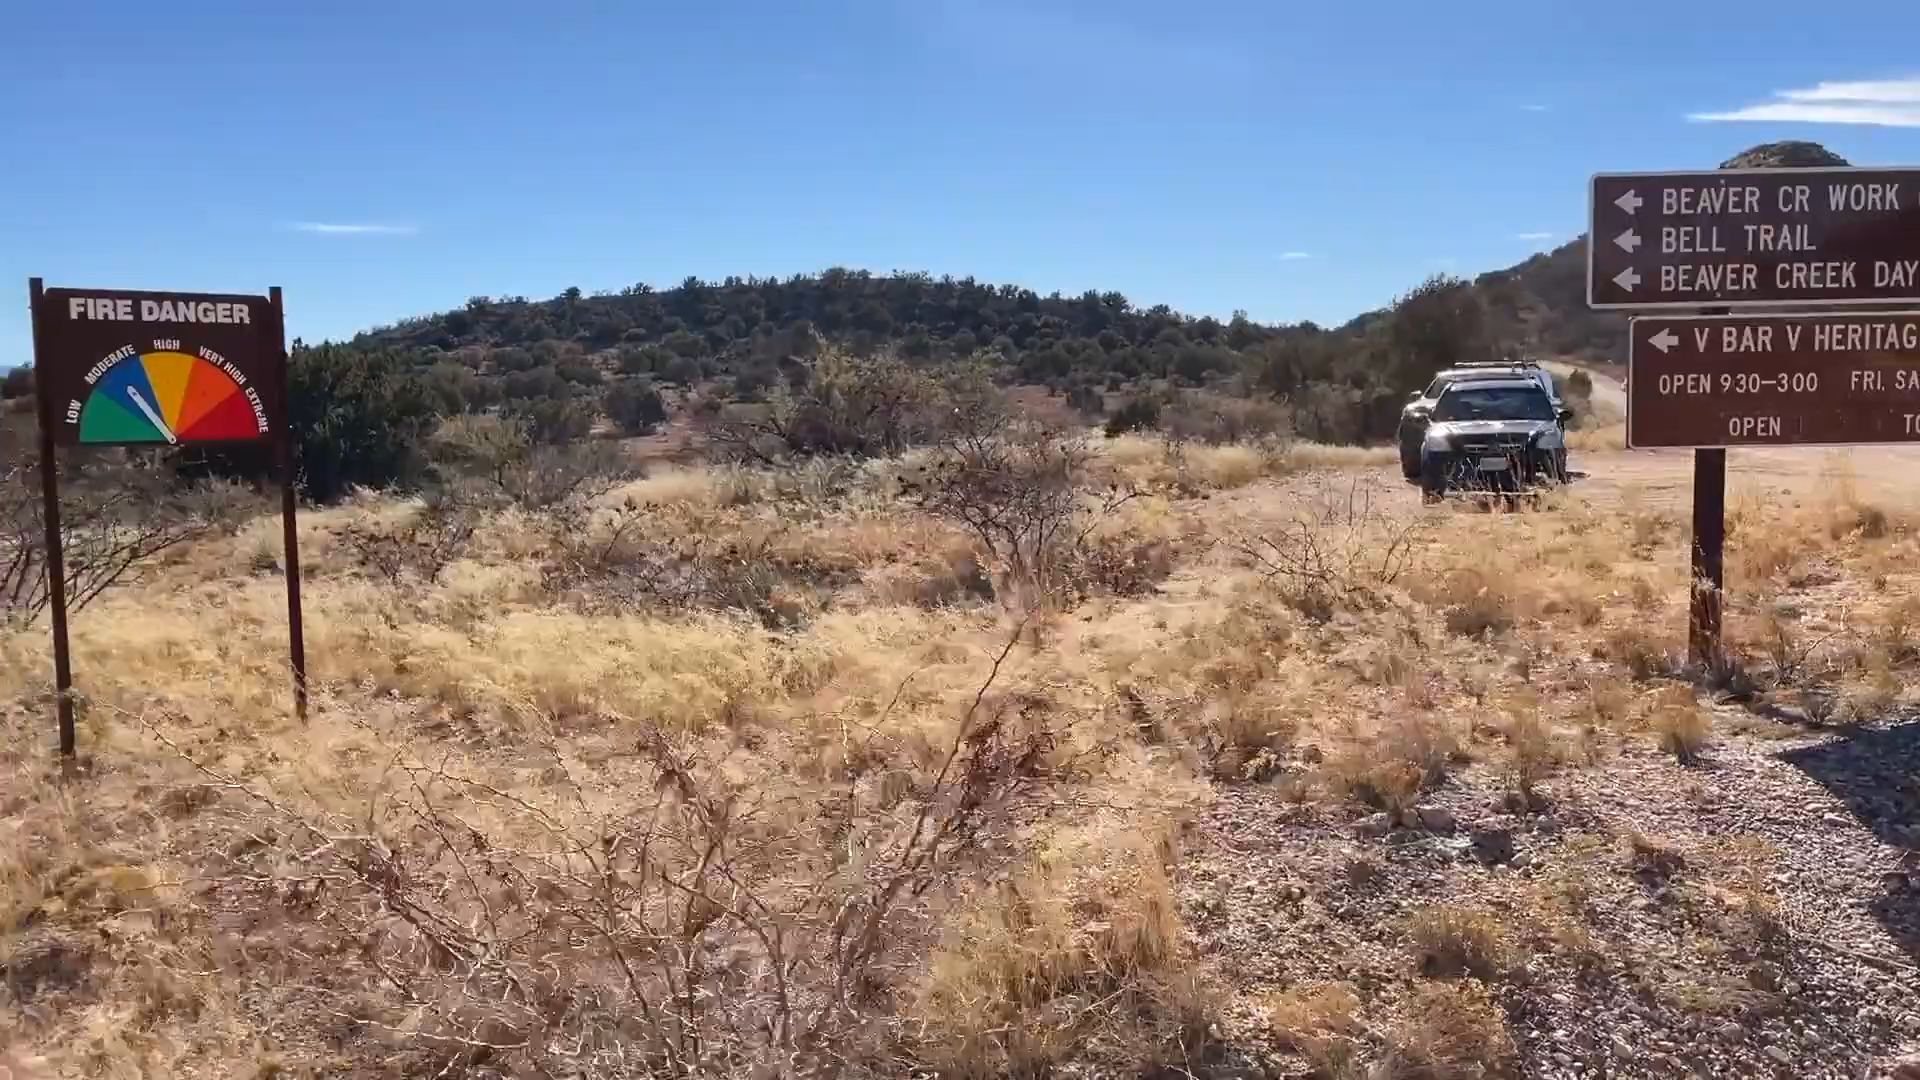 FIRE DANGER
LOW MODERATE HIGH VERY HIGH EXTREME
BEAVER CR WORK
BELL TRAIL
BEAVER CREEK DAY
V BAR V HERITAG
OPEN 930–300 FRI. SA
OPEN TO